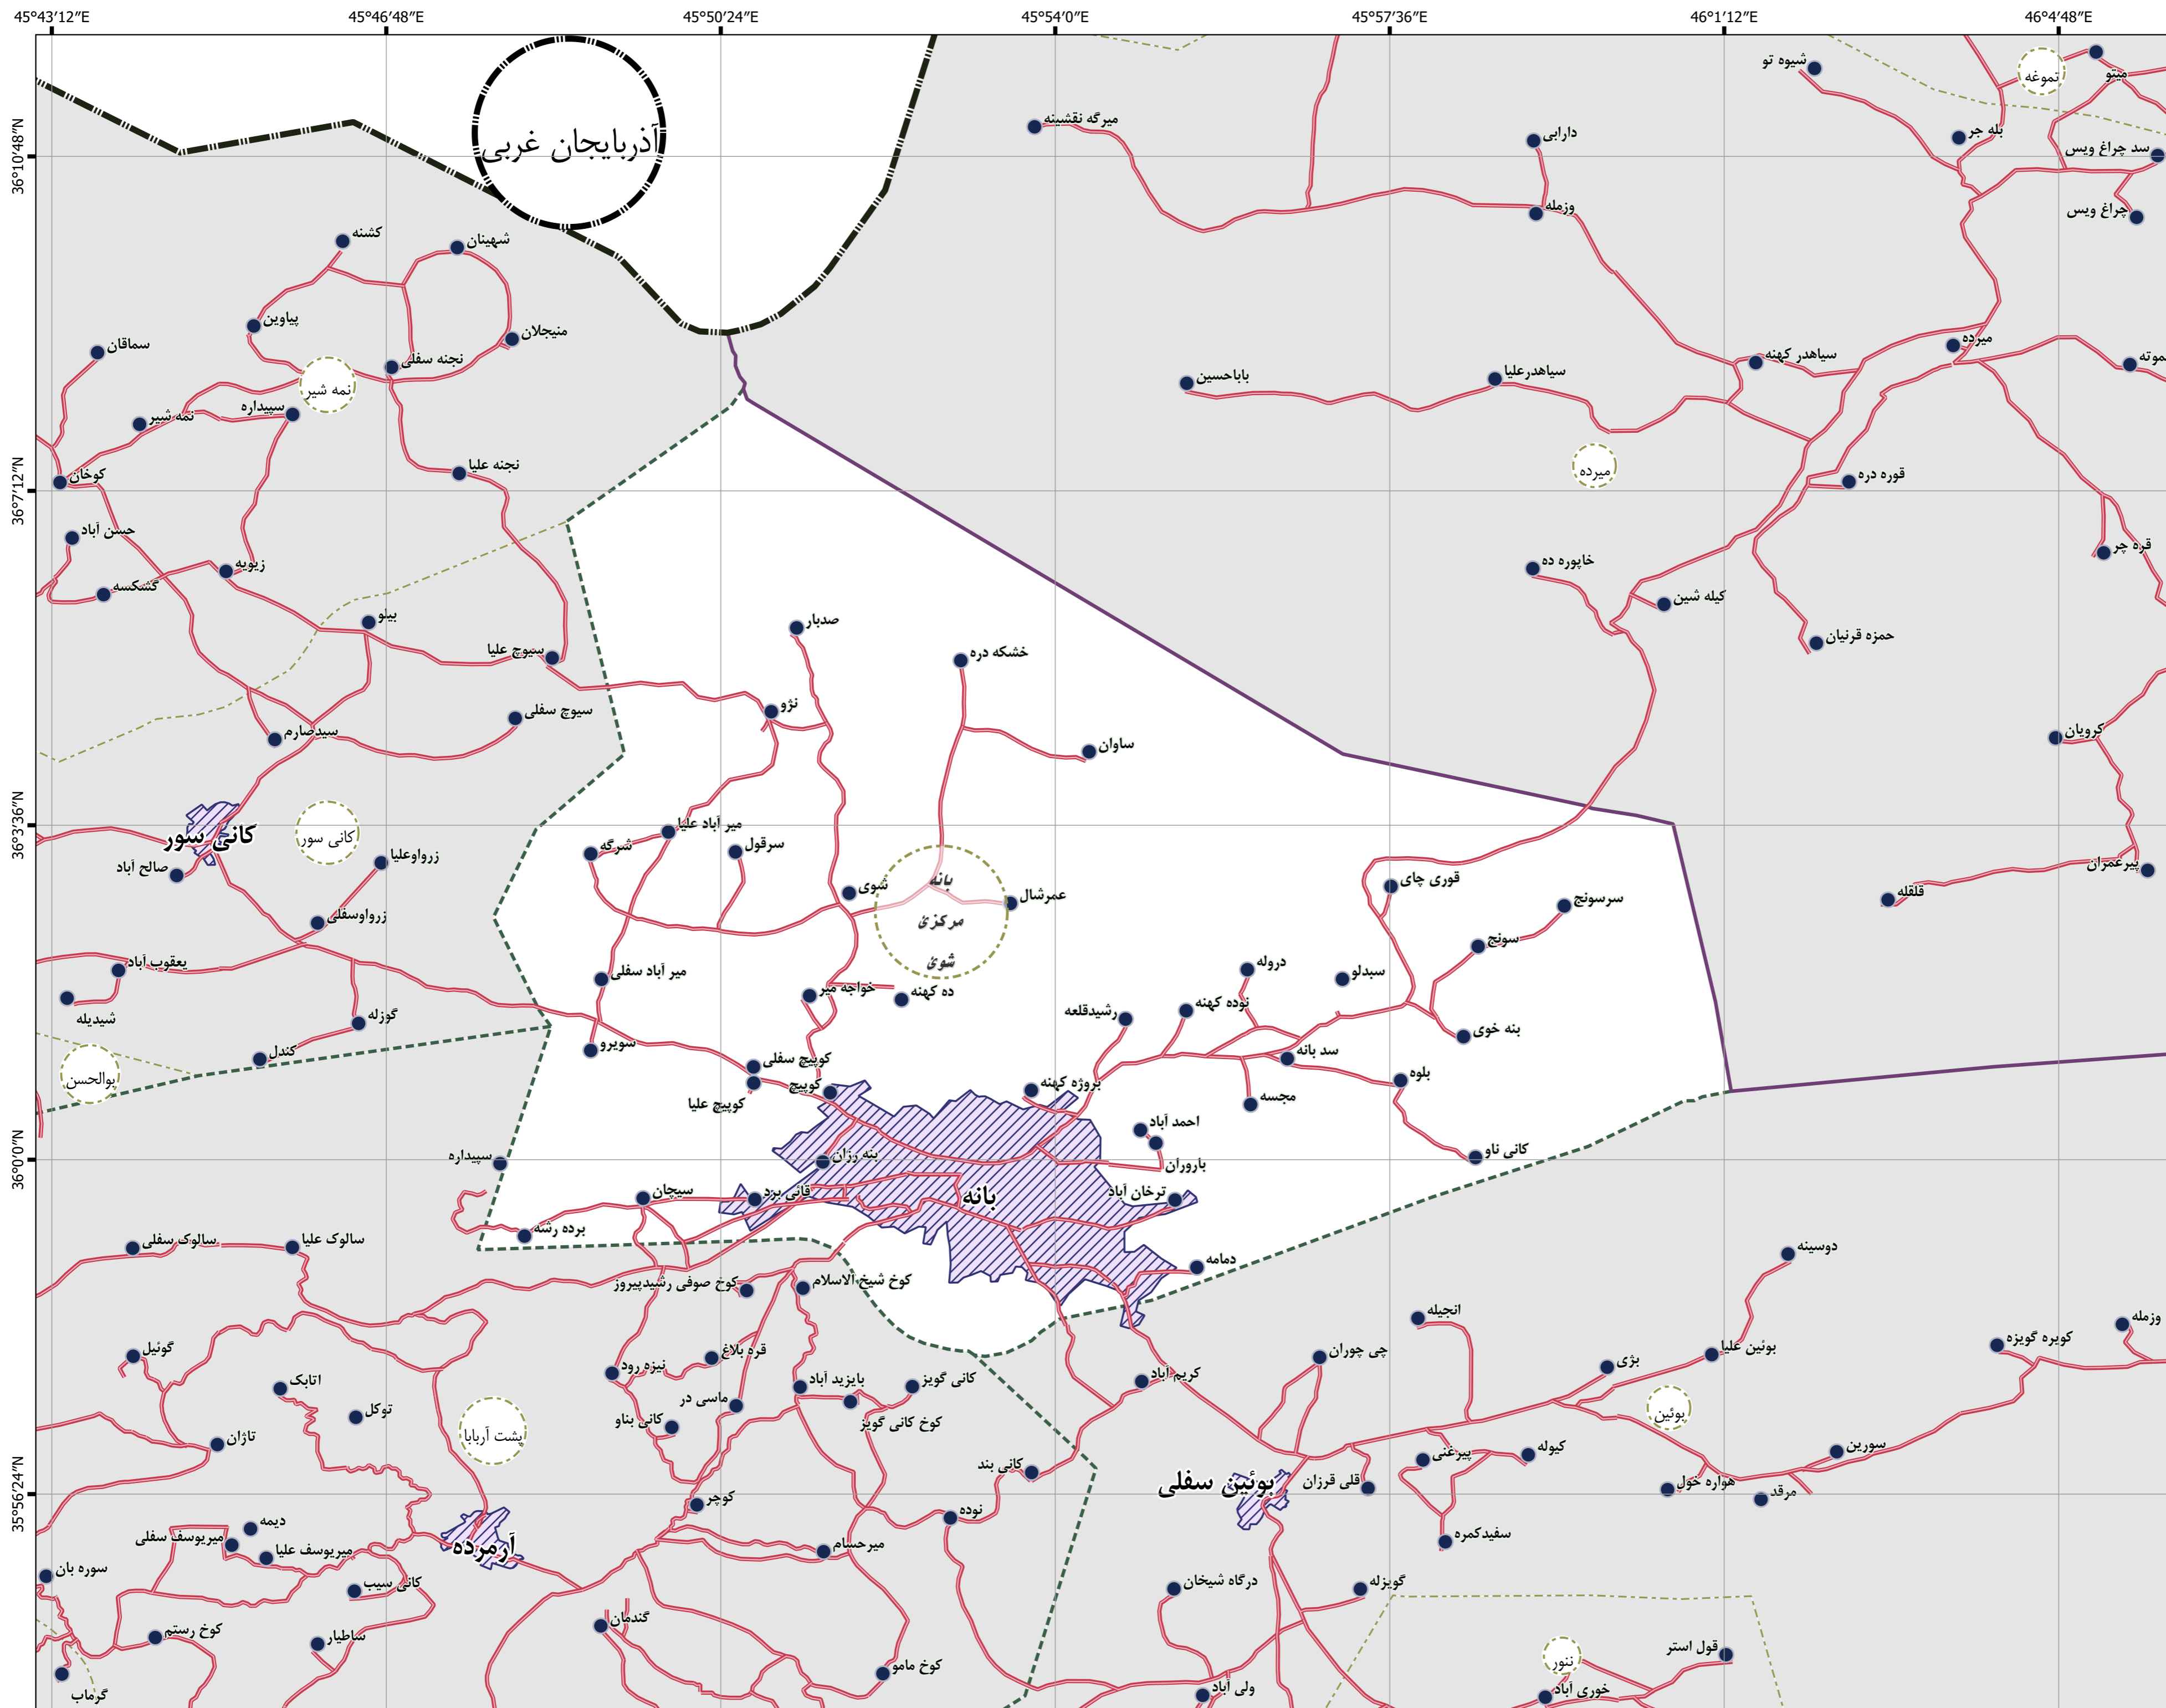 45°43'12"E
45°46'48"E
45°50'24"E
45°54'0"E
45°57'36"E
46°1'12"E
46°4'48"E
36°10'48"N
36°7'12"N
36°3'36"N
36°0'0"N
35°56'24"N
آذربایجان غربی
شیوه تو
تموغه
میتو
میرگه نقشینه
دارابی
بله جر
سد چراغ ویس
چراغ ویس
وزمله
کشنه
شهینان
پیاوین
منیجلان
سماقان
نجنه سفلی
نمه شیر
سپیداره
نمه شیر
میرده
سیاهدر کهنه
موته
باباحسین
سیاهدرعلیا
کوخان
نجنه علیا
میرده
قوره دره
حسن آباد
قره چر
زیویه
گشکسه
خاپوره ده
کیله شین
بیلو
صدبار
حمزه قرنیان
سیوچ علیا
خشکه دره
نژو
سیوچ سفلی
سیدصارم
ساوان
کرویان
کانی سور
کانی سور
میر آباد علیا
شرگه
سرقول
صالح آباد
زرواوعلیا
پیرعمران
شوی
بانه
مرکزئ
شوئ
عمرشال
قوری چای
سرسونج
قلقله
زرواوسفلی
سونج
یعقوب آباد
میر آباد سفلی
دروله
سبدلو
شیدیله
خواجه میر
ده کهنه
نوده کهنه
رشیدقلعه
گوزله
بنه خوی
کندل
سویرو
کوپیچ سفلی
سد بانه
پوالحسن
کوپیچ
کوپیچ علیا
بروژه کهنه
بلوه
مجسه
احمد آباد
سپیداره
بنه رزان
باروران
کانی ناو
سیچان
قائی برد
بانه
ترخان آباد
برده رشه
سالوک سفلی
سالوک علیا
دوسینه
دمامه
کوخ صوفی رشیدپیروز
کوخ شیخ الاسلام
انجیله
وزمله
گوئیل
قره بلاغ
چی چوران
بوئین علیا
کویره گویزه
نیزه رود
بژی
اتابک
بایزید آباد
کانی گویز
کریم آباد
توکل
ماسی در
بوئین
پشت آربابا
کانی بناو
کوخ کانی گویز
تاژان
پیرغنی
کیوله
سورین
کانی بند
بوئین سفلی
قلی قرزان
هواره خول
مرقد
کوچر
نوده
دیمه
میریوسف سفلی
سفیدکمره
میریوسف علیا
آرمرده
میرحسام
سوره بان
کانی سیب
درگاه شیخان
گویزله
گندمان
کوخ رستم
شاطیار
قول استر
ننور
کوخ مامو
گرماب
ولی آباد
خوری آباد